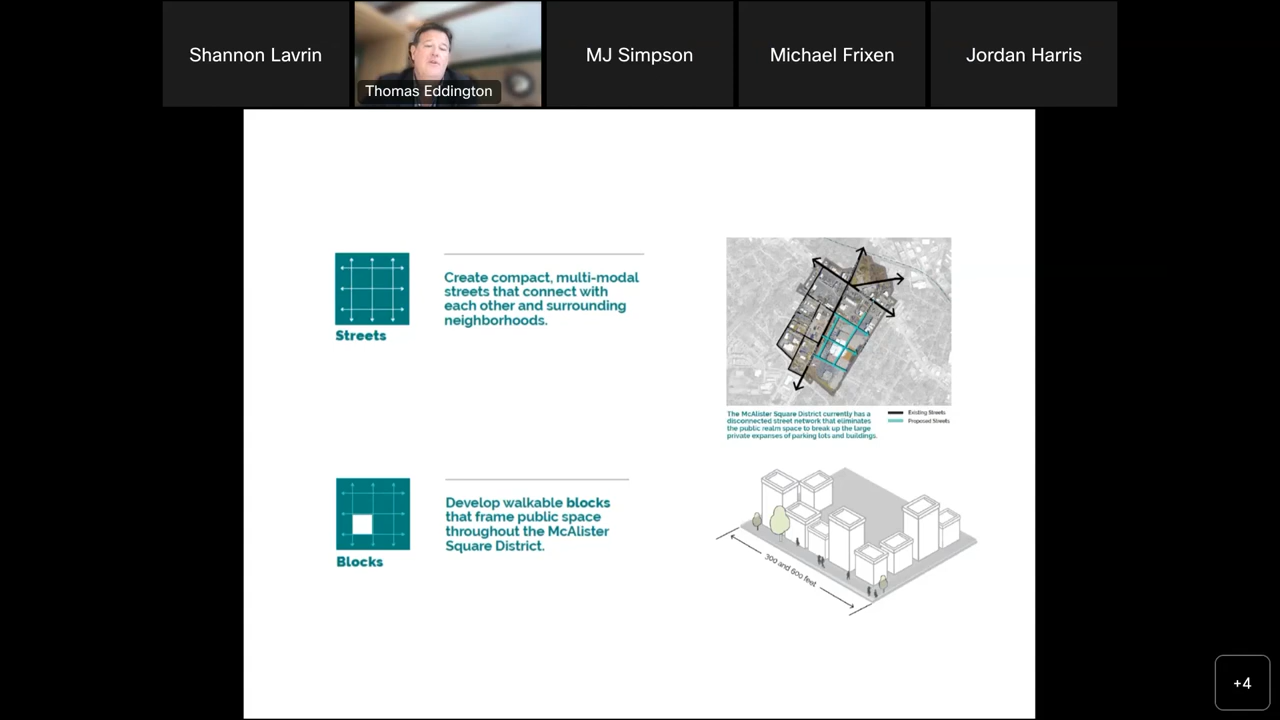 Shannon Lavrin
Thomas Eddington
MJ Simpson
Michael Frixen
Jordan Harris
Streets
Create compact, multi-modal
streets that connect with
each other and surrounding
neighborhoods.
The McAlister Square District currently has a
disconnected street network that eliminates
the public realm space to break up the large
private expanses of parking lots and buildings.
Existing Streets
Proposed Streets
Blocks
Develop walkable blocks
that frame public space
throughout the McAlister
Square District.
300 and 600 feet
+4